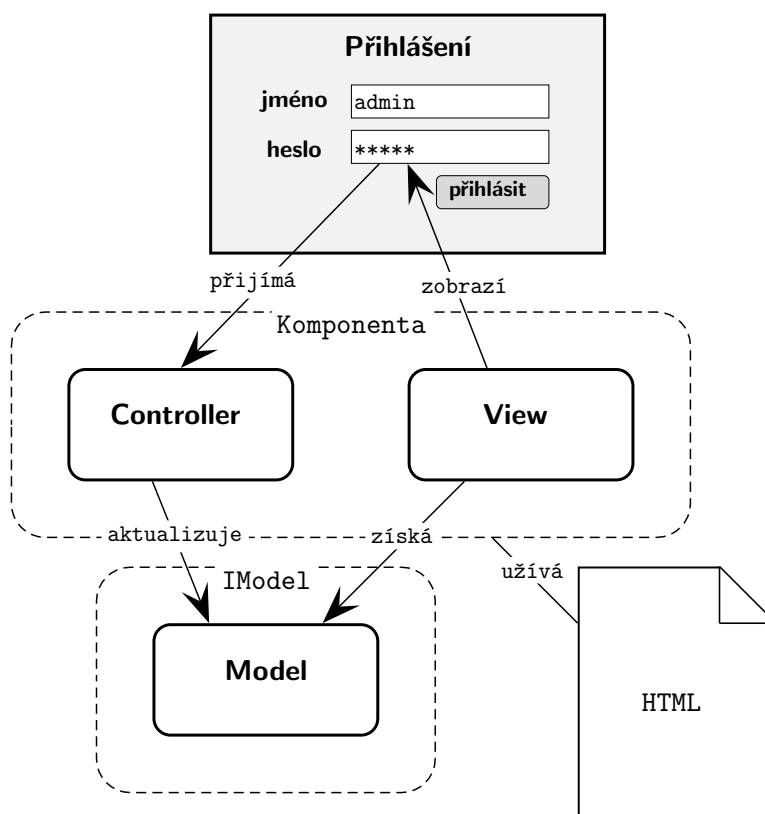 Přihlášení
jméno
admin
heslo
*****
přihlásit
přijímá
zobrazí
Komponenta
Controller
View
aktualizuje
získá
užívá
IModel
Model
HTML